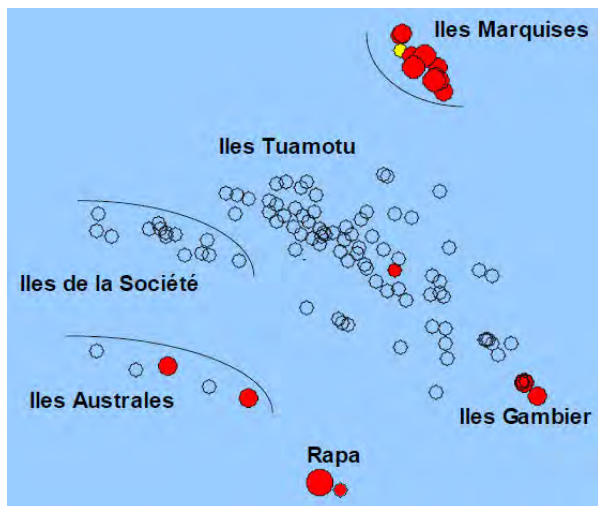 Iles Marquises
Iles Tuamotu
Iles de la Société
Iles Australes
Iles Gambier
Rapa